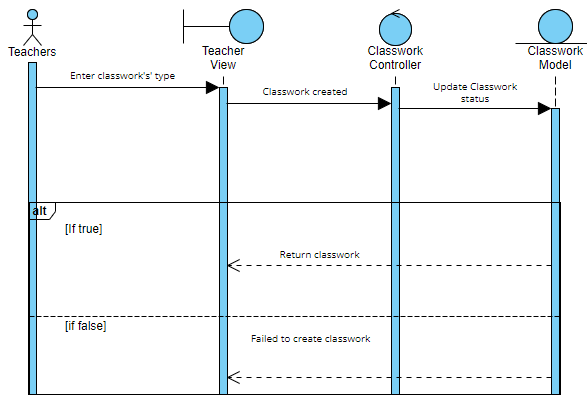 Teachers
Teacher
View
Classwork
Controller
Classwork
Model
Enter classwork's' type
Classwork created
Update Classwork
status
alt
[If true]
Return classwork
[if false]
Failed to create classwork